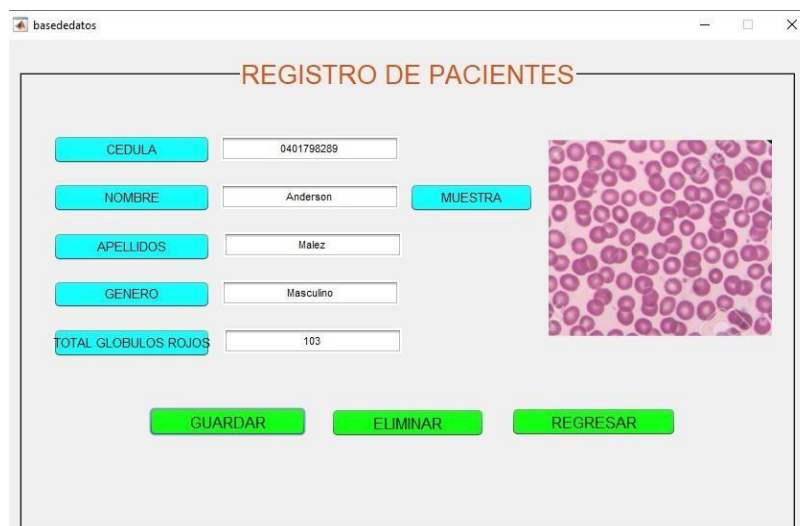 basededatos
REGISTRO DE PACIENTES
CEDULA 0401798289
NOMBRE Anderson MUESTRA
APELLIDOS Malez
GENERO Masculino
TOTAL GLOBULOS ROJOS 103
GUARDAR ELIMINAR REGRESAR